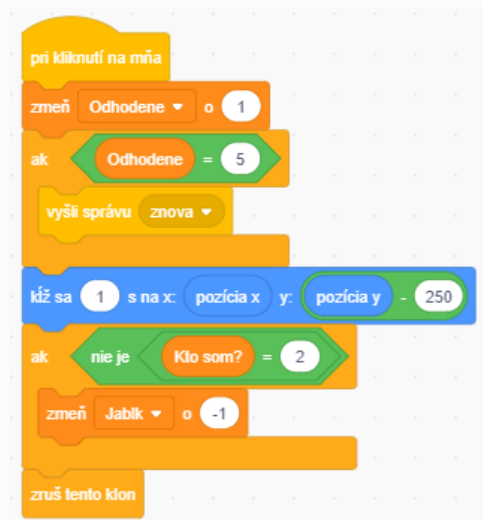 pri kliknutí na mňa
zmeň Odhodene o 1
ak Odhodene = 5
vyšli správu znova
kĺž sa 1 s na x: pozícia x y: pozícia y - 250
ak nie je Kto som? = 2
zmeň Jablk o -1
zruš tento klon